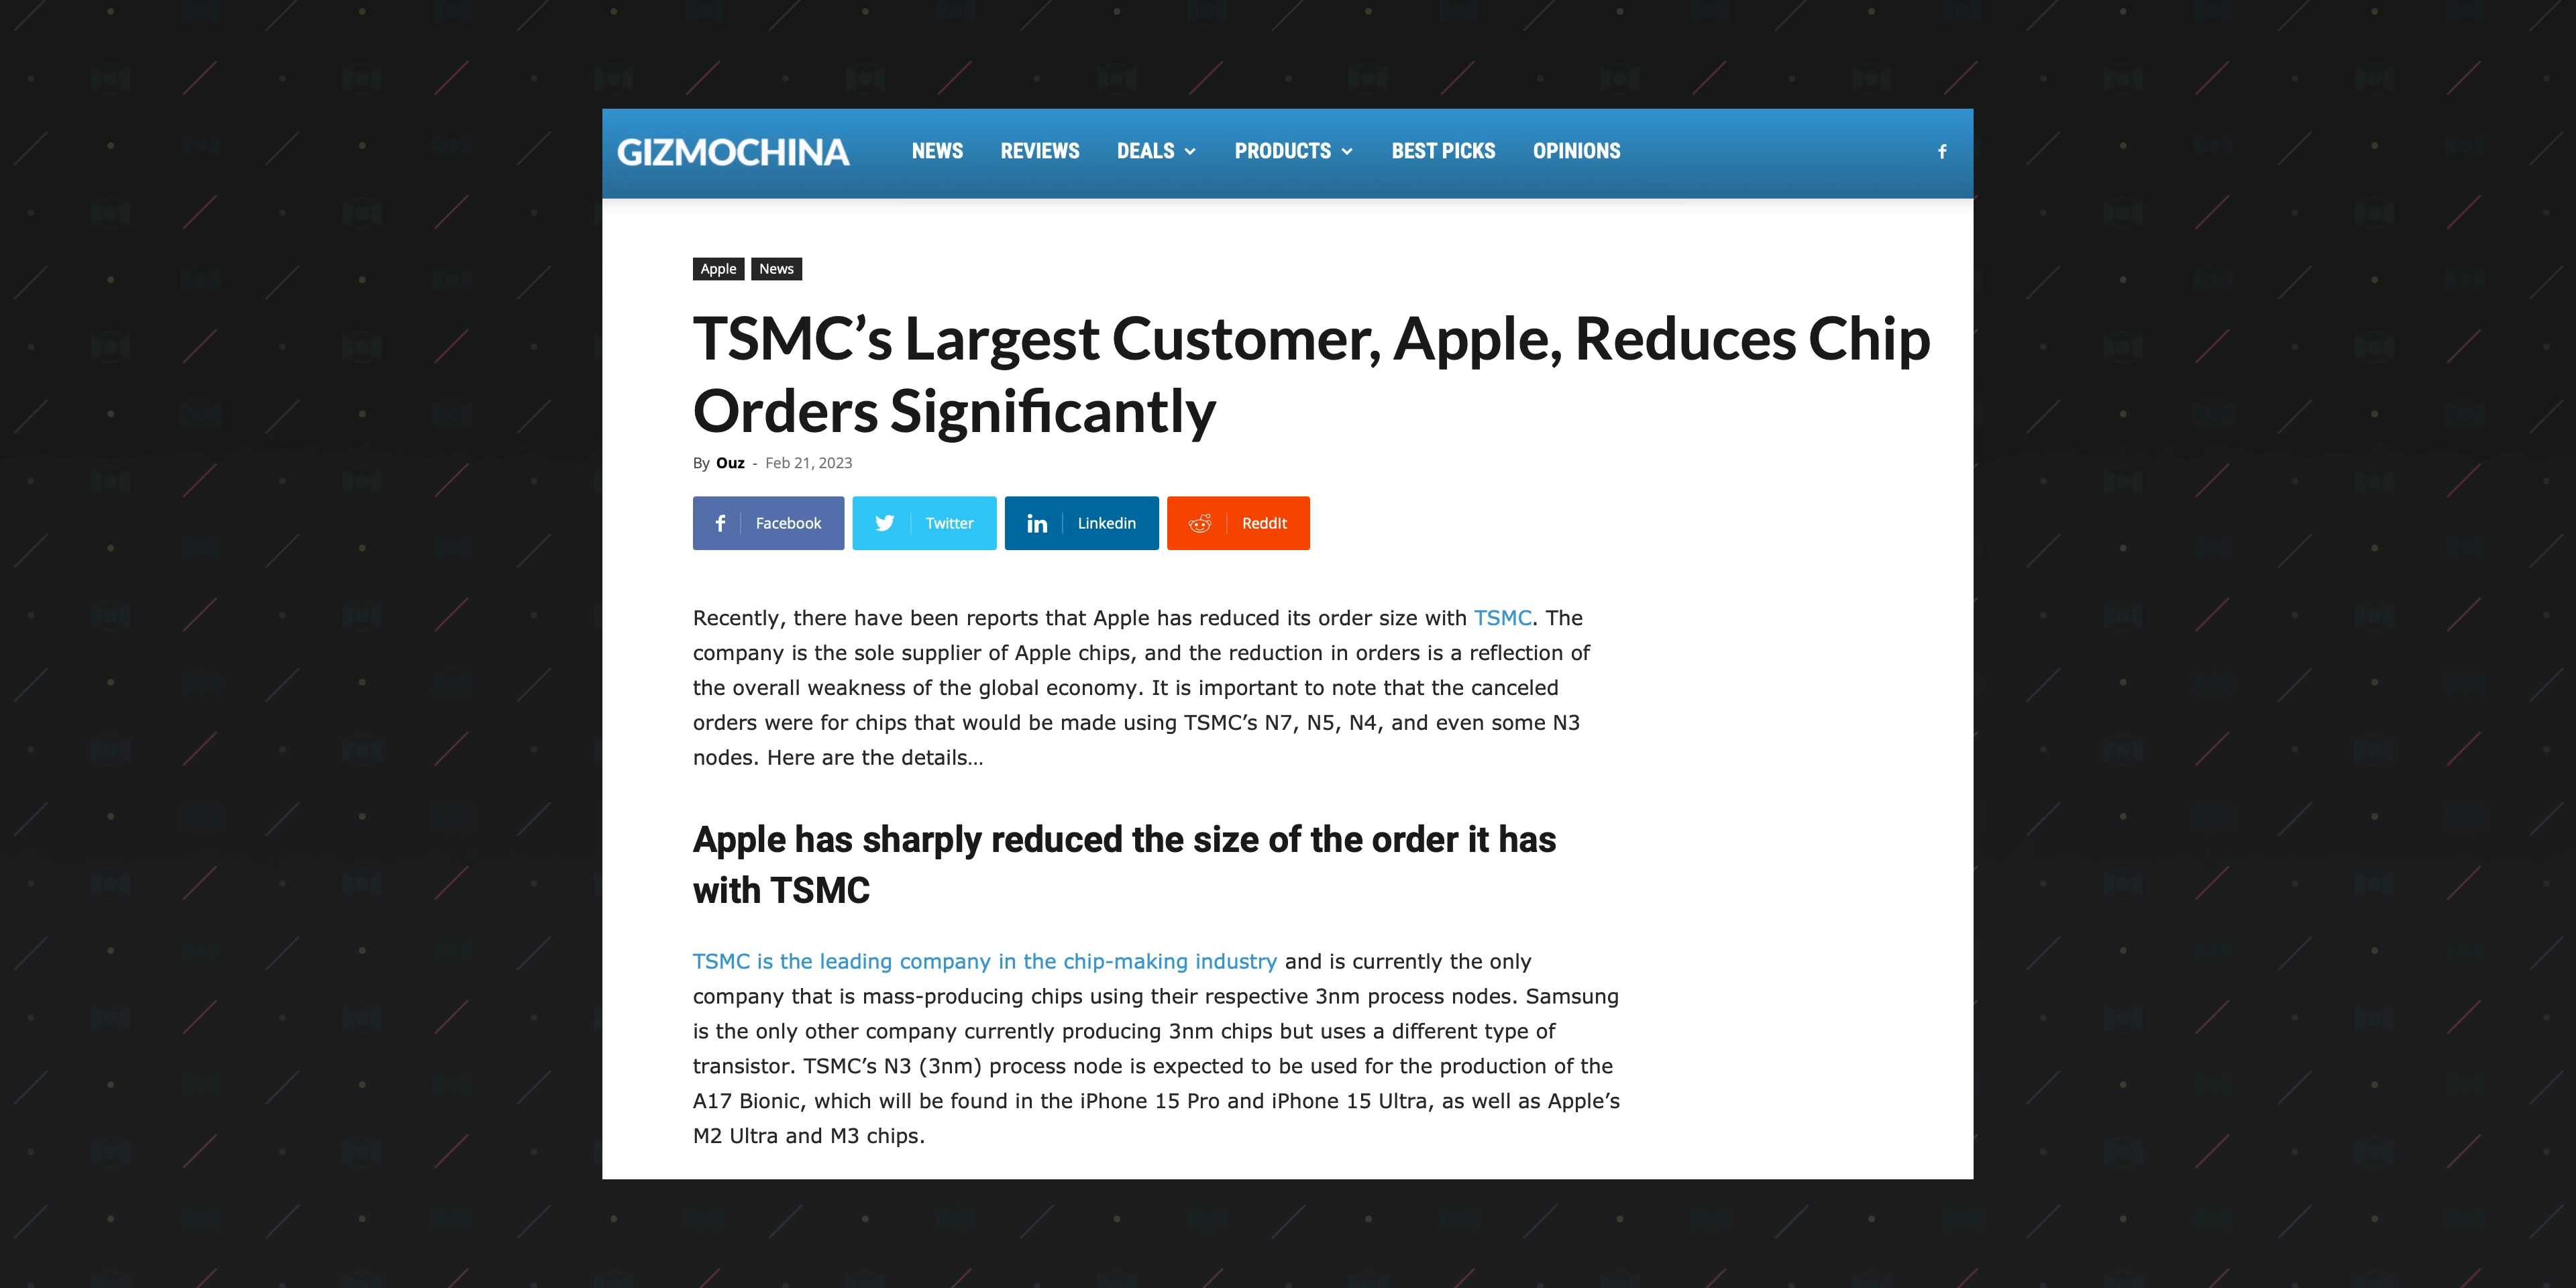 GIZMOCHINA NEWS REVIEWS DEALS PRODUCTS BEST PICKS OPINIONS
Apple News
TSMC’s Largest Customer, Apple, Reduces Chip
Orders Significantly
By Ouz - Feb 21, 2023
Facebook Twitter Linkedin ReddIt
Recently, there have been reports that Apple has reduced its order size with TSMC. The
company is the sole supplier of Apple chips, and the reduction in orders is a reflection of
the overall weakness of the global economy. It is important to note that the canceled
orders were for chips that would be made using TSMC’s N7, N5, N4, and even some N3
nodes. Here are the details…
Apple has sharply reduced the size of the order it has
with TSMC
TSMC is the leading company in the chip-making industry and is currently the only
company that is mass-producing chips using their respective 3nm process nodes. Samsung
is the only other company currently producing 3nm chips but uses a different type of
transistor. TSMC’s N3 (3nm) process node is expected to be used for the production of the
A17 Bionic, which will be found in the iPhone 15 Pro and iPhone 15 Ultra, as well as Apple’s
M2 Ultra and M3 chips.